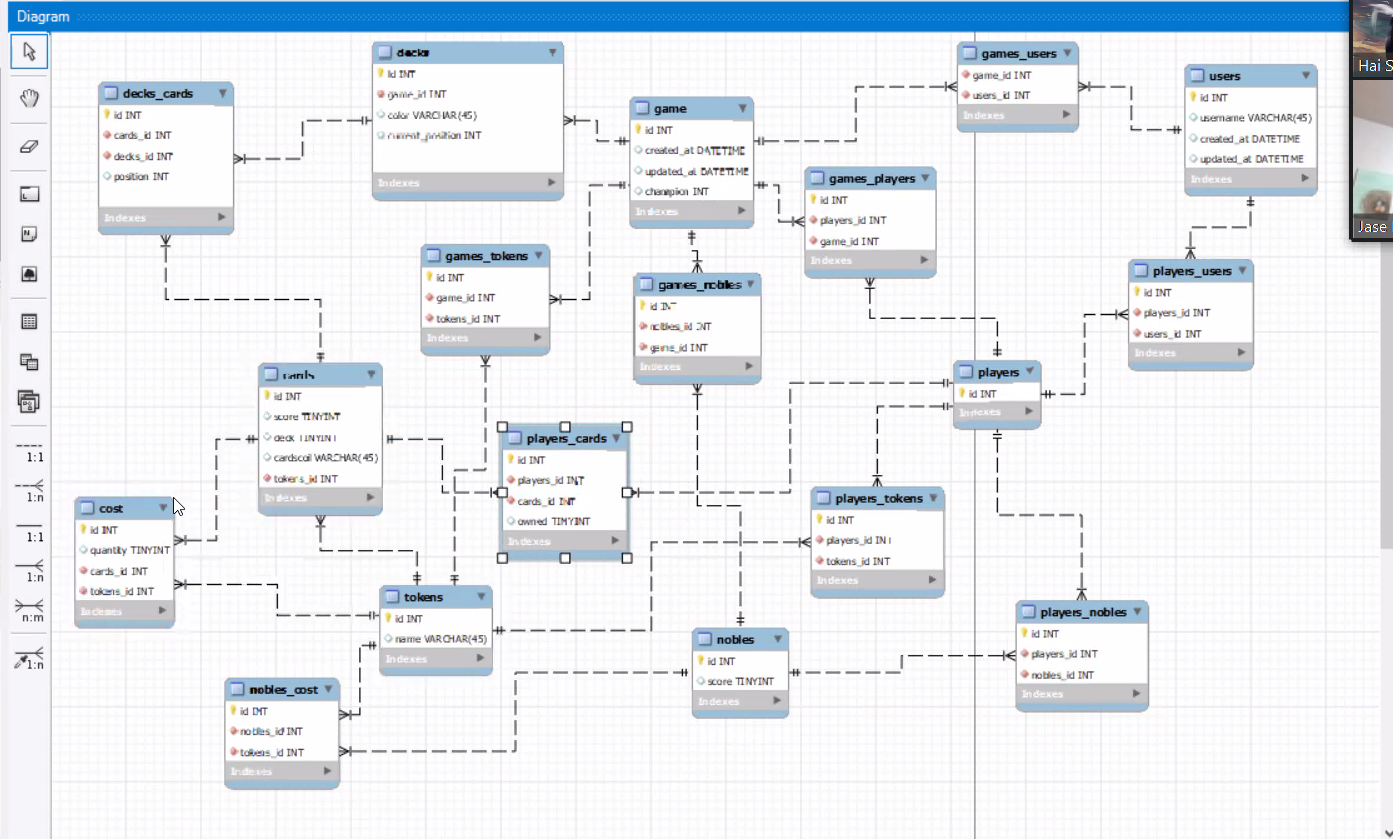 Diagram
decks_cards
id INT
cards_id INT
decks_id INT
position INT
Indexes
decks
id INT
game_id INT
color VARCHAR(45)
current_position INT
Indexes
game
id INT
created_at DATETIME
updated_at DATETIME
champion INT
Indexes
games_users
game_id INT
users_id INT
Indexes
users
id INT
username VARCHAR(45)
created_at DATETIME
updated_at DATETIME
Indexes
Hai S
Jase
games_players
id INT
players_id INT
game_id INT
Indexes
games_tokens
id INT
game_id INT
tokens_id INT
Indexes
games_nobles
id INT
nobles_id INT
game_id INT
Indexes
players_users
id INT
players_id INT
users_id INT
Indexes
cards
id INT
score TINYINT
deck TINYINT
cardscoil VARCHAR(45)
tokens_id INT
Indexes
players
id INT
Indexes
players_cards
id INT
players_id INT
cards_id INT
owned TINYINT
Indexes
cost
id INT
quantity TINYINT
cards_id INT
tokens_id INT
Indexes
players_tokens
id INT
players_id INT
tokens_id INT
Indexes
tokens
id INT
name VARCHAR(45)
Indexes
nobles
id INT
score TINYINT
Indexes
players_nobles
id INT
players_id INT
nobles_id INT
Indexes
nobles_cost
id INT
nobles_id INT
tokens_id INT
Indexes
1:1
1:n
1:1
1:n
n:m
1:n